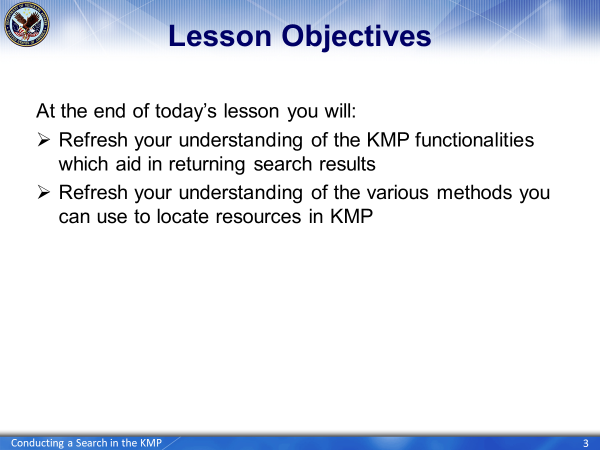 Lesson Objectives
At the end of today's lesson you will:
➢ Refresh your understanding of the KMP functionalities
which aid in returning search results
➢ Refresh your understanding of the various methods you
can use to locate resources in KMP
Conducting a Search in the KMP
3